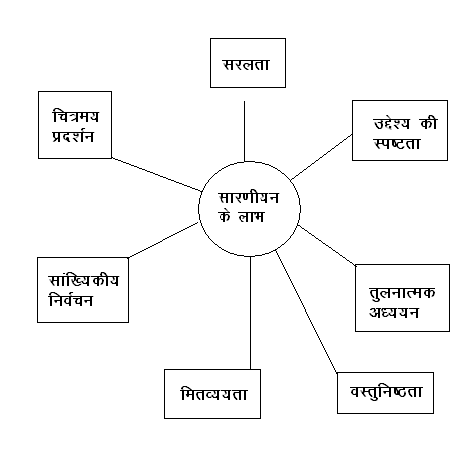 सरलता
चित्रमय
प्रदर्शन
उद्देश्य की
स्पष्टता
सारणीयन
के लाभ
सांख्यिकीय
निर्वचन
तुलनात्मक
अध्ययन
मितव्ययता
वस्तुनिष्ठता